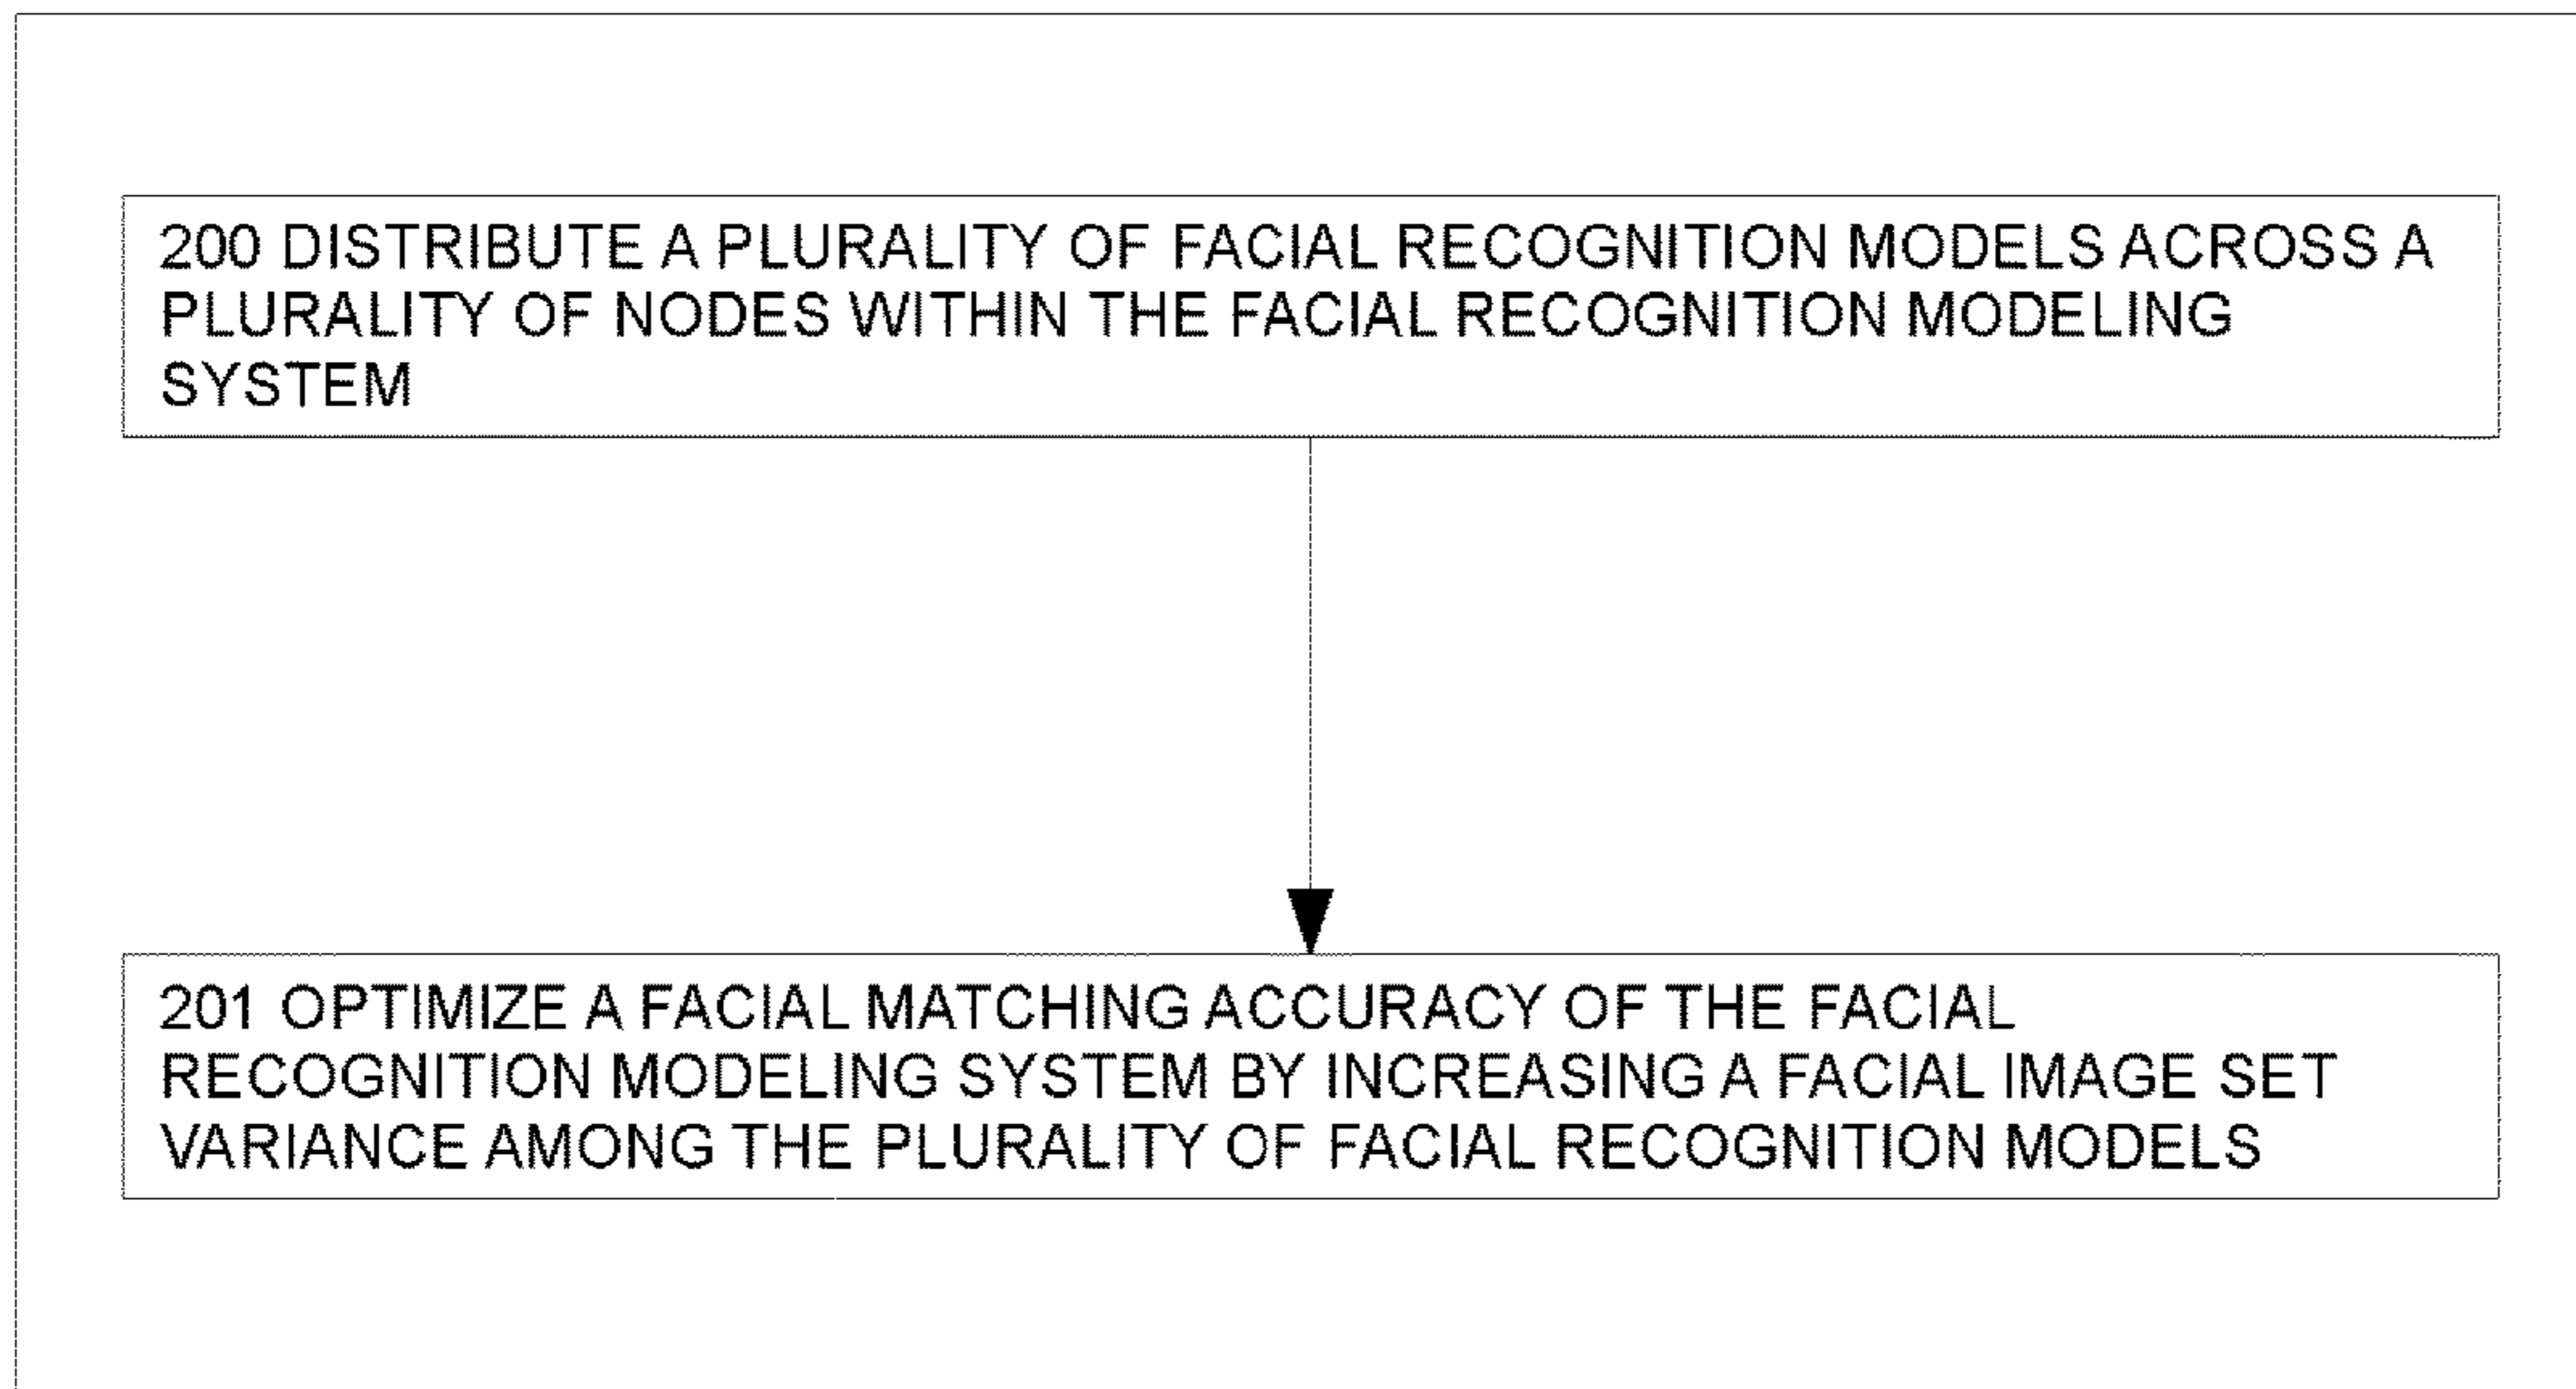 200 DISTRIBUTE A PLURALITY OF FACIAL RECOGNITION MODELS ACROSS A
PLURALITY OF NODES WITHIN THE FACIAL RECOGNITION MODELING
SYSTEM
201 OPTIMIZE A FACIAL MATCHING ACCURACY OF THE FACIAL
RECOGNITION MODELING SYSTEM BY INCREASING A FACIAL IMAGE SET
VARIANCE AMONG THE PLURALITY OF FACIAL RECOGNITION MODELS